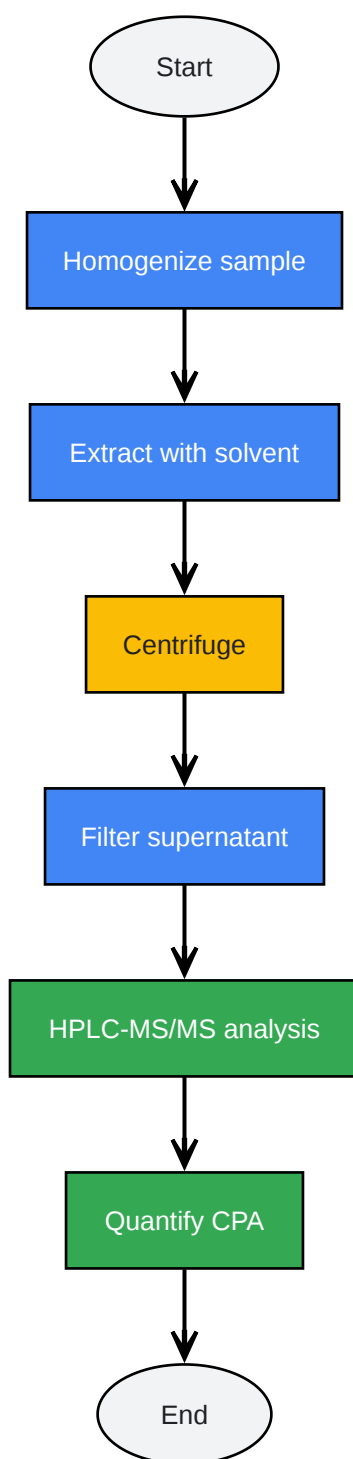 Start
Homogenize sample
Extract with solvent
Centrifuge
Filter supernatant
HPLC-MS/MS analysis
Quantify CPA
End